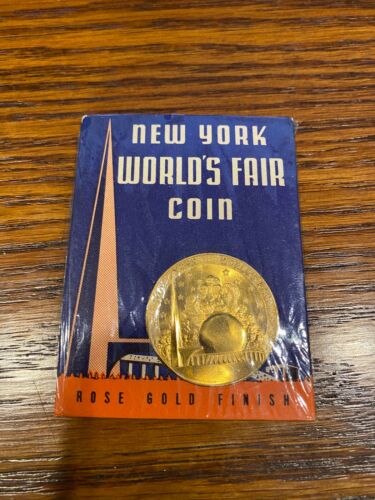 NEW YORK
WORLD'S FAIR
COIN
ROSE GOLD FINISH